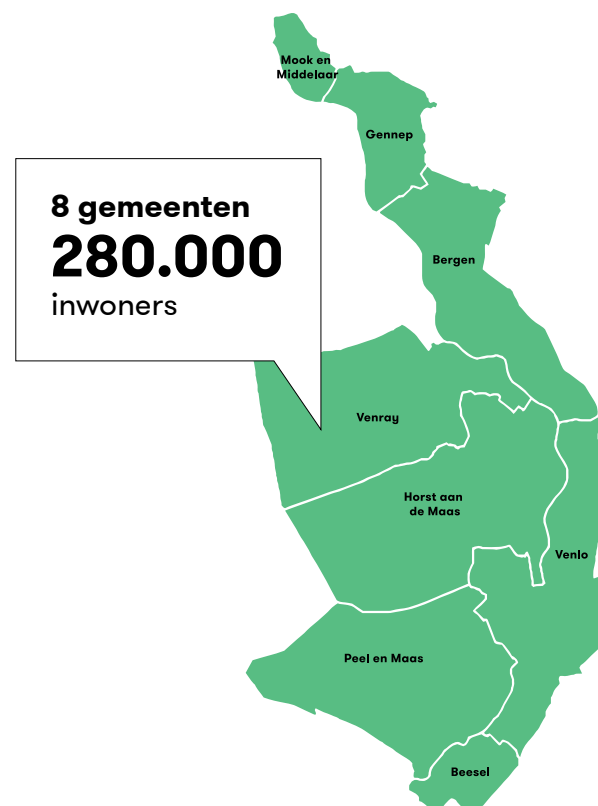 Mook en
Middelaar
Gennep
8 gemeenten
280.000
inwoners
Bergen
Venray
Horst aan
de Maas
Venlo
Peel en Maas
Beesel